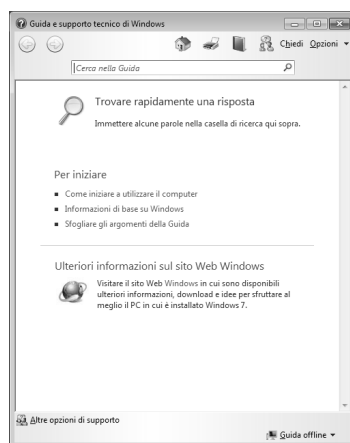 Guida e supporto tecnico di Windows
Chiedi Opzioni
Cerca nella Guida
Trovare rapidamente una risposta
Immettere alcune parole nella casella di ricerca qui sopra.
Per iniziare
Come iniziare a utilizzare il computer
Informazioni di base su Windows
Sfogliare gli argomenti della Guida
Ulteriori informazioni sul sito Web Windows
Visitare il sito Web Windows in cui sono disponibili
ulteriori informazioni, download e idee per sfruttare al
meglio il PC in cui è installato Windows 7.
Altre opzioni di supporto
Guida offline